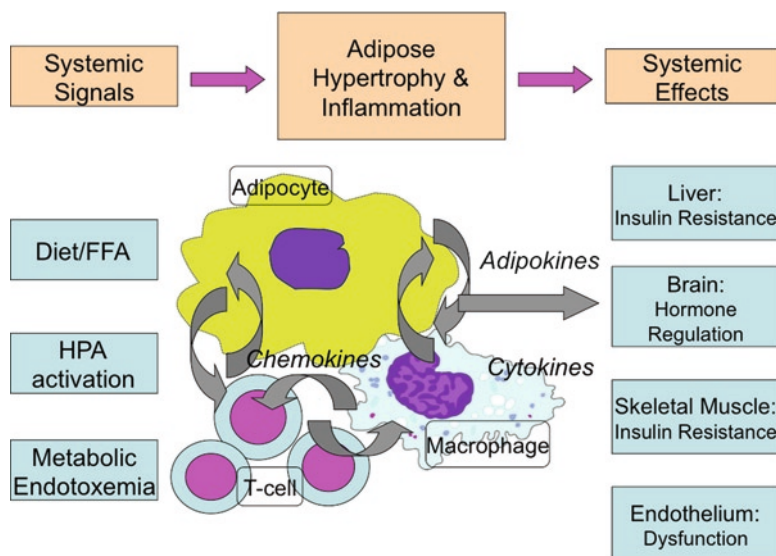 Systemic
Signals
Adipose
Hypertrophy &
Inflammation
Systemic
Effects
Diet/FFA
HPA
activation
Metabolic
Endotoxemia
Adipocyte
Adipokines
Chemokines
Cytokines
Macrophage
T-cell
Liver:
Insulin Resistance
Brain:
Hormone
Regulation
Skeletal Muscle:
Insulin Resistance
Endothelium:
Dysfunction